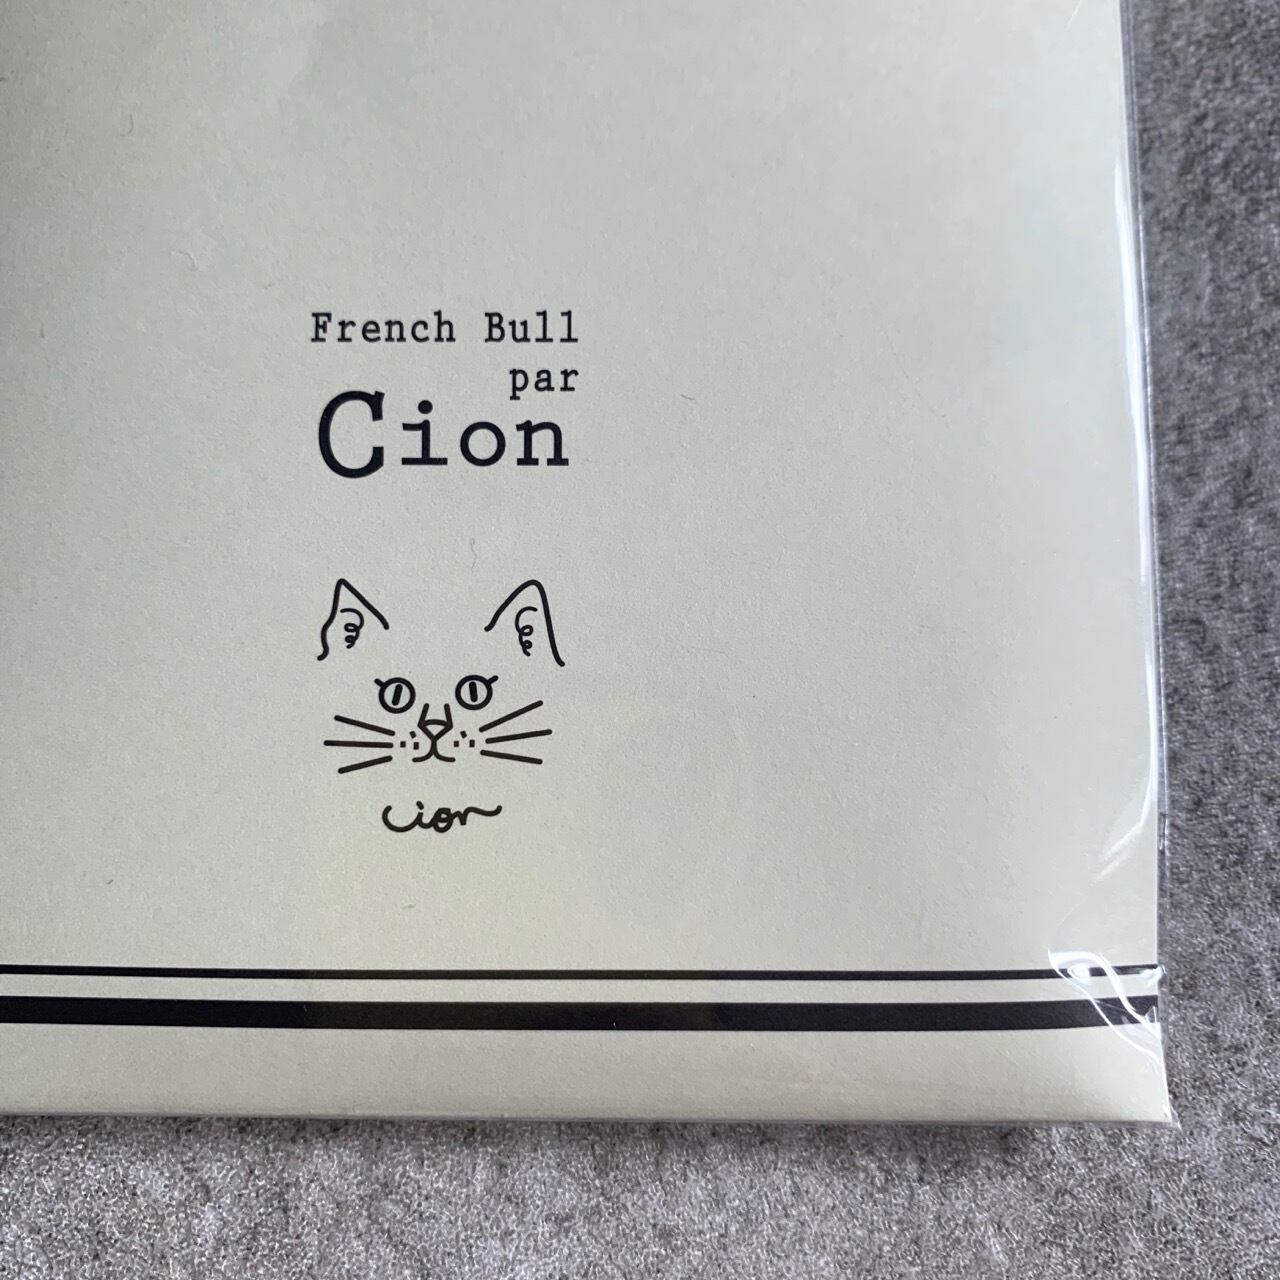 French Bull
par
Cion
cion